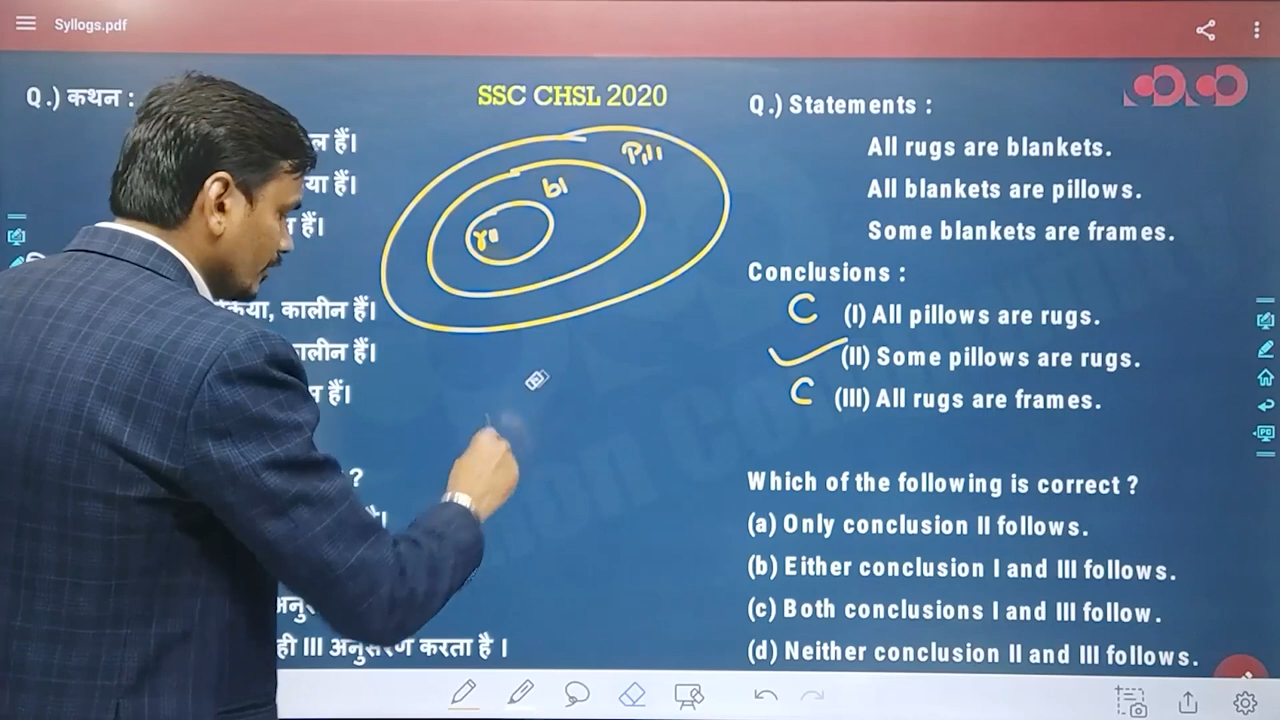 Syllogs.pdf
SSC CHSL 2020
Q.) कथन :
हैं।
हैं।
हैं।
कालीन हैं।
हैं।
हैं।
?
ही III अनुसरण करता है ।
Pill
bl
Q.) Statements :
All rugs are blankets.
All blankets are pillows.
Some blankets are frames.
Conclusions :
C (I) All pillows are rugs.
(II) Some pillows are rugs.
C (III) All rugs are frames.
Which of the following is correct ?
(a) Only conclusion II follows.
(b) Either conclusion I and III follows.
(c) Both conclusions I and III follow.
(d) Neither conclusion II and III follows.